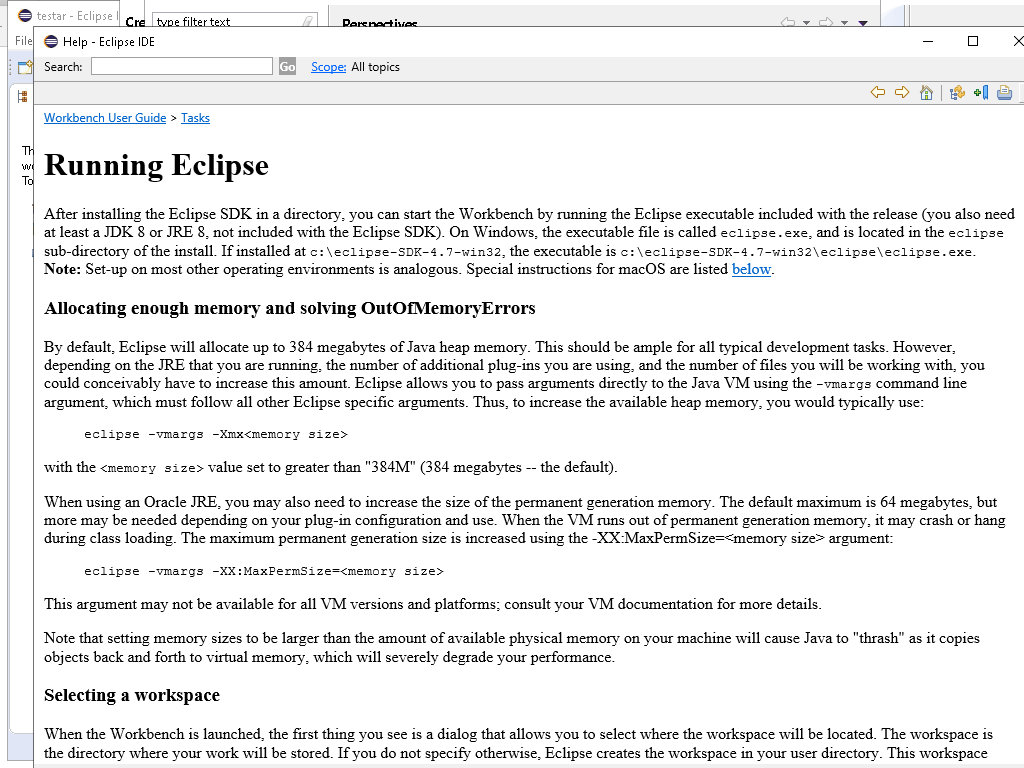 testar - Eclipse I
Cre
type filter text
Perspectives
File
Help - Eclipse IDE
Search:
Go
Scope: All topics
Workbench User Guide > Tasks
Running Eclipse
After installing the Eclipse SDK in a directory, you can start the Workbench by running the Eclipse executable included with the release (you also need
at least a JDK 8 or JRE 8, not included with the Eclipse SDK). On Windows, the executable file is called eclipse.exe, and is located in the eclipse
sub-directory of the install. If installed at c:\eclipse-SDK-4.7-win32, the executable is c:\eclipse-SDK-4.7-win32\eclipse\eclipse.exe.
Note: Set-up on most other operating environments is analogous. Special instructions for macOS are listed below.
Allocating enough memory and solving OutOfMemoryErrors
By default, Eclipse will allocate up to 384 megabytes of Java heap memory. This should be ample for all typical development tasks. However,
depending on the JRE that you are running, the number of additional plug-ins you are using, and the number of files you will be working with, you
could conceivably have to increase this amount. Eclipse allows you to pass arguments directly to the Java VM using the -vmargs command line
argument, which must follow all other Eclipse specific arguments. Thus, to increase the available heap memory, you would typically use:
eclipse -vmargs -Xmx<memory size>
with the <memory size> value set to greater than "384M" (384 megabytes -- the default).
When using an Oracle JRE, you may also need to increase the size of the permanent generation memory. The default maximum is 64 megabytes, but
more may be needed depending on your plug-in configuration and use. When the VM runs out of permanent generation memory, it may crash or hang
during class loading. The maximum permanent generation size is increased using the -XX:MaxPermSize=<memory size> argument:
eclipse -vmargs -XX:MaxPermSize=<memory size>
This argument may not be available for all VM versions and platforms; consult your VM documentation for more details.
Note that setting memory sizes to be larger than the amount of available physical memory on your machine will cause Java to "thrash" as it copies
objects back and forth to virtual memory, which will severely degrade your performance.
Selecting a workspace
When the Workbench is launched, the first thing you see is a dialog that allows you to select where the workspace will be located. The workspace is
the directory where your work will be stored. If you do not specify otherwise, Eclipse creates the workspace in your user directory. This workspace